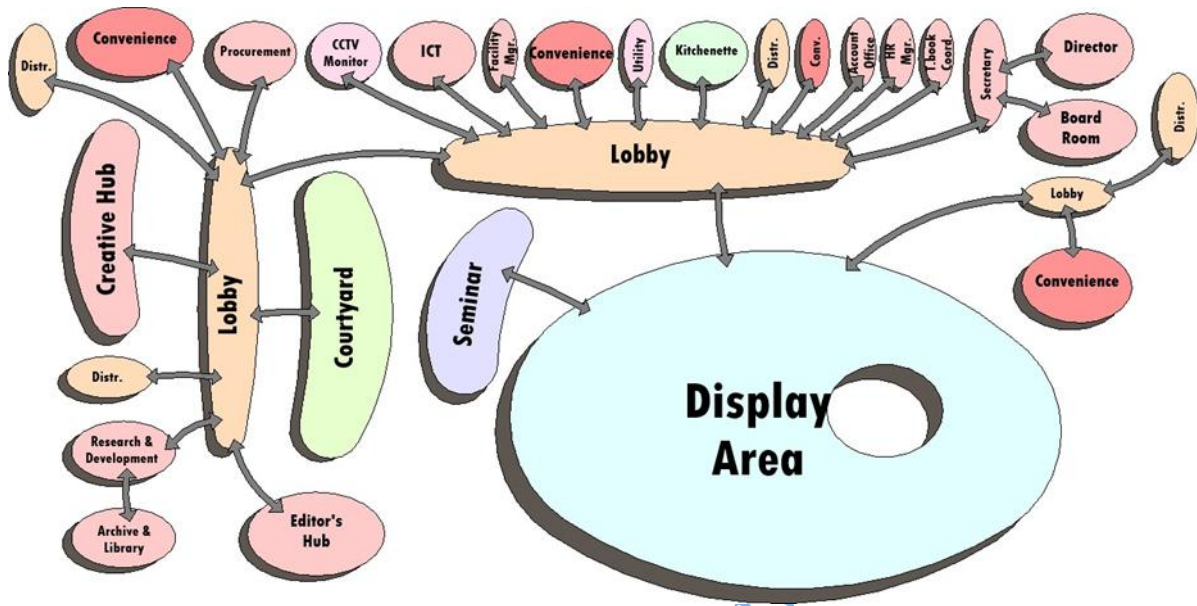 Distr.
Convenience
Procurement
CCTV
Monitor
ICT
Facility
Mgr.
Convenience
Utility
Kitchenette
Distr.
Conv.
Account
Office
HR
Mgr.
T.book
Coord.
Secretary
Director
Board
Room
Distr.
Lobby
Convenience
Lobby
Creative Hub
Lobby
Courtyard
Seminar
Display
Area
Distr.
Research &
Development
Archive &
Library
Editor's
Hub